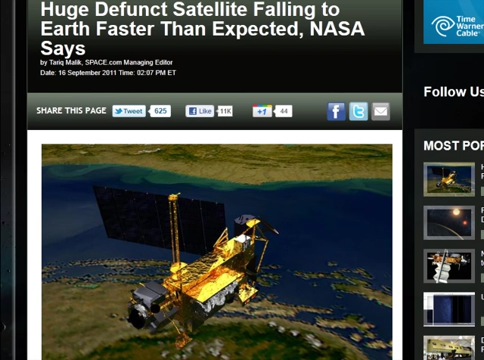 Huge Defunct Satellite Falling to
Earth Faster Than Expected, NASA
Says
by Tariq Malik, SPACE.com Managing Editor
Date: 16 September 2011 Time: 02:07 PM ET
SHARE THIS PAGE
Tweet
625
Like
11K
+1
44
Time
Warner
Cable
Follow Us
MOST POP